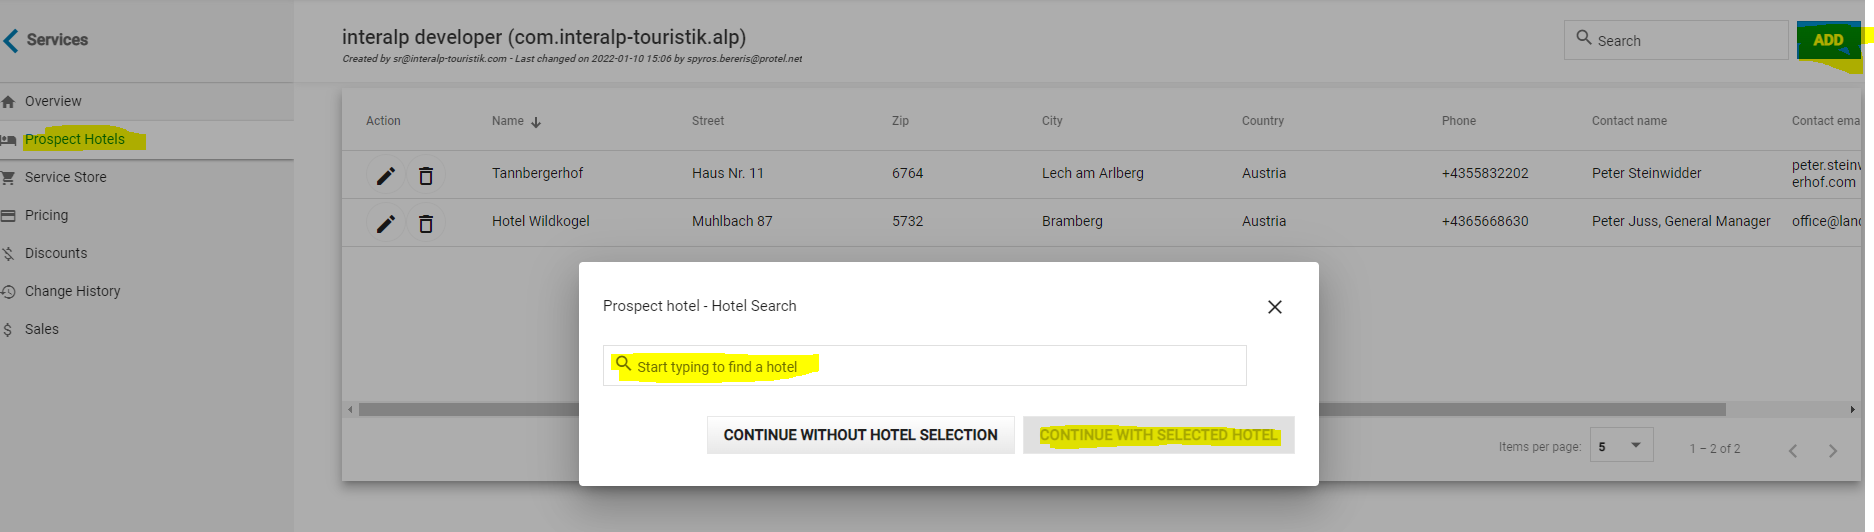 Services
interalp developer (com.interalp-touristik.alp)
Created by sr@interalp-touristik.com - Last changed on 2022-01-10 15:06 by spyros.bereris@protel.net
Search
ADD
Overview
Prospect Hotels
Service Store
Pricing
Discounts
Change History
Sales
Action Name Street Zip City Country Phone Contact name Contact ema
Tannbergerhof Haus Nr. 11 6764 Lech am Arlberg Austria +4355832202 Peter Steinwidder peter.steinw
erhof.com
Hotel Wildkogel Muhlbach 87 5732 Bramberg Austria +4365668630 Peter Juss, General Manager office@land
Prospect hotel - Hotel Search
Start typing to find a hotel
CONTINUE WITHOUT HOTEL SELECTION CONTINUE WITH SELECTED HOTEL
Items per page: 5 1 – 2 of 2